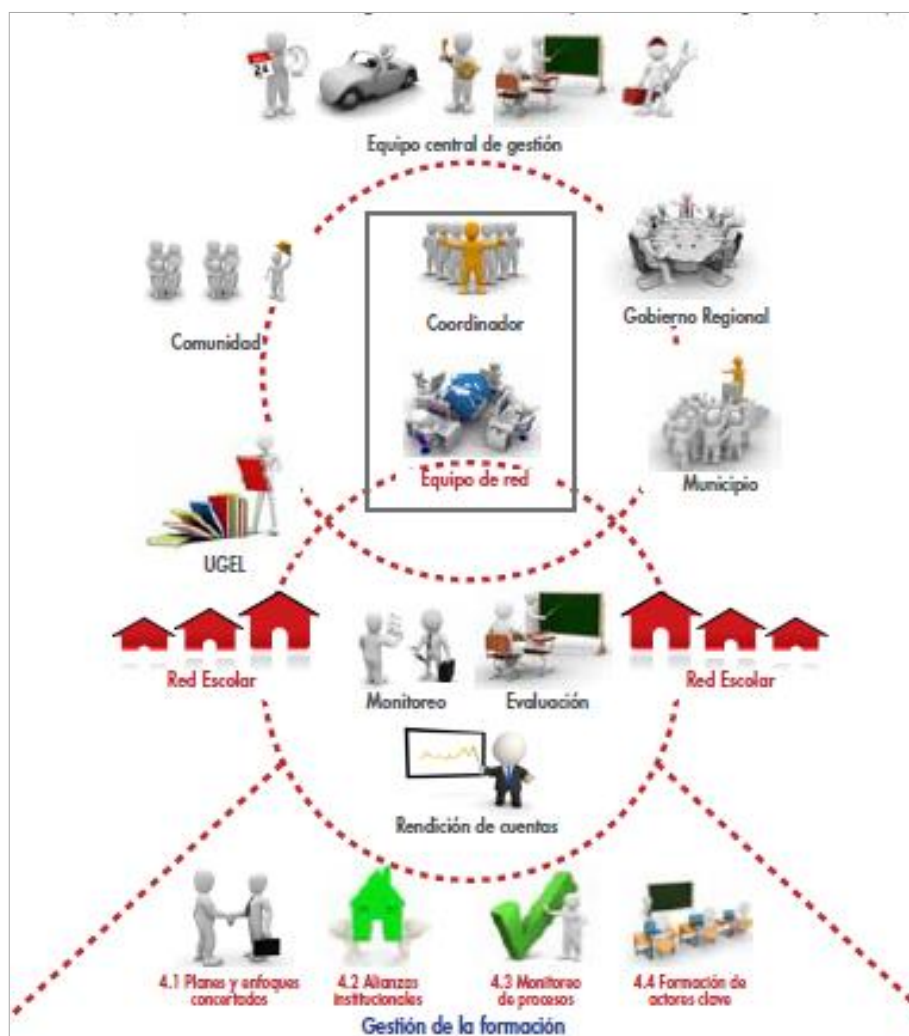 24
Equipo central de gestión
Coordinador
Gobierno Regional
Comunidad
Equipo de red
Municipio
UGEL
Red Escolar
Monitoreo
Evaluación
Red Escolar
Rendición de cuentas
4.1 Planes y enfoques
concertados
4.2 Alianzas
institucionales
4.3 Monitoreo
de procesos
4.4 Formación de
actores clave
Gestión de la formación